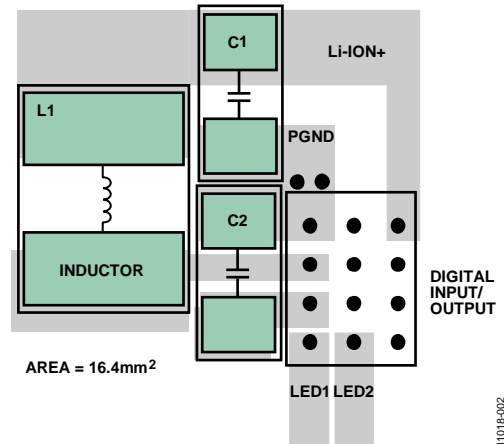 C1
Li-ION+
L1
PGND
C2
INDUCTOR
DIGITAL
INPUT/
OUTPUT
AREA = 16.4mm²
LED1 LED2
11018-002